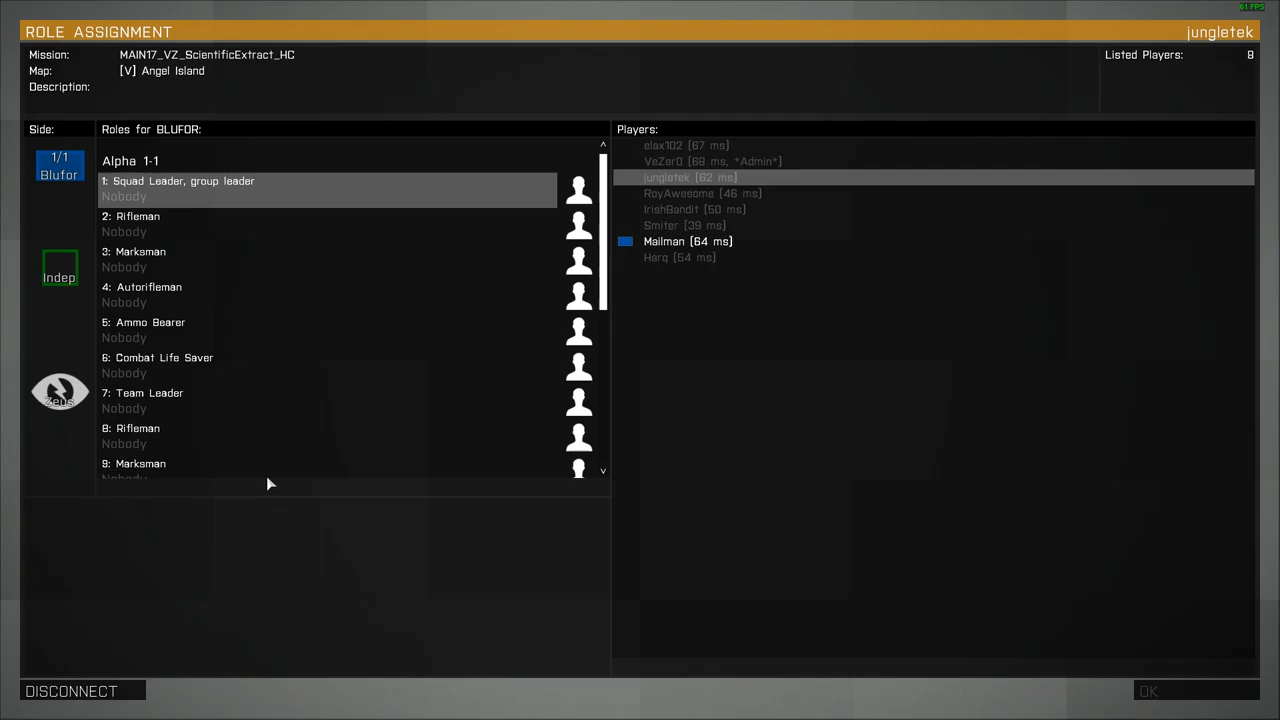 61 FPS
ROLE ASSIGNMENT
jungletek
Mission: MAIN17_VZ_ScientificExtract_HC
Listed Players: 8
Map: [V] Angel Island
Description:
Side:
Roles for BLUFOR:
Players:
1/1
Blufor
Indep
Zeus
Alpha 1-1
1: Squad Leader, group leader
Nobody
2: Rifleman
Nobody
3: Marksman
Nobody
4: Autorifleman
Nobody
5: Ammo Bearer
Nobody
6: Combat Life Saver
Nobody
7: Team Leader
Nobody
8: Rifleman
Nobody
9: Marksman
Nobody
elax102 [67 ms]
VeZer0 [68 ms, *Admin*]
jungletek [62 ms]
RoyAwesome [46 ms]
IrishBandit [50 ms]
Smiter [39 ms]
Mailman [64 ms]
Harq [54 ms]
DISCONNECT
OK